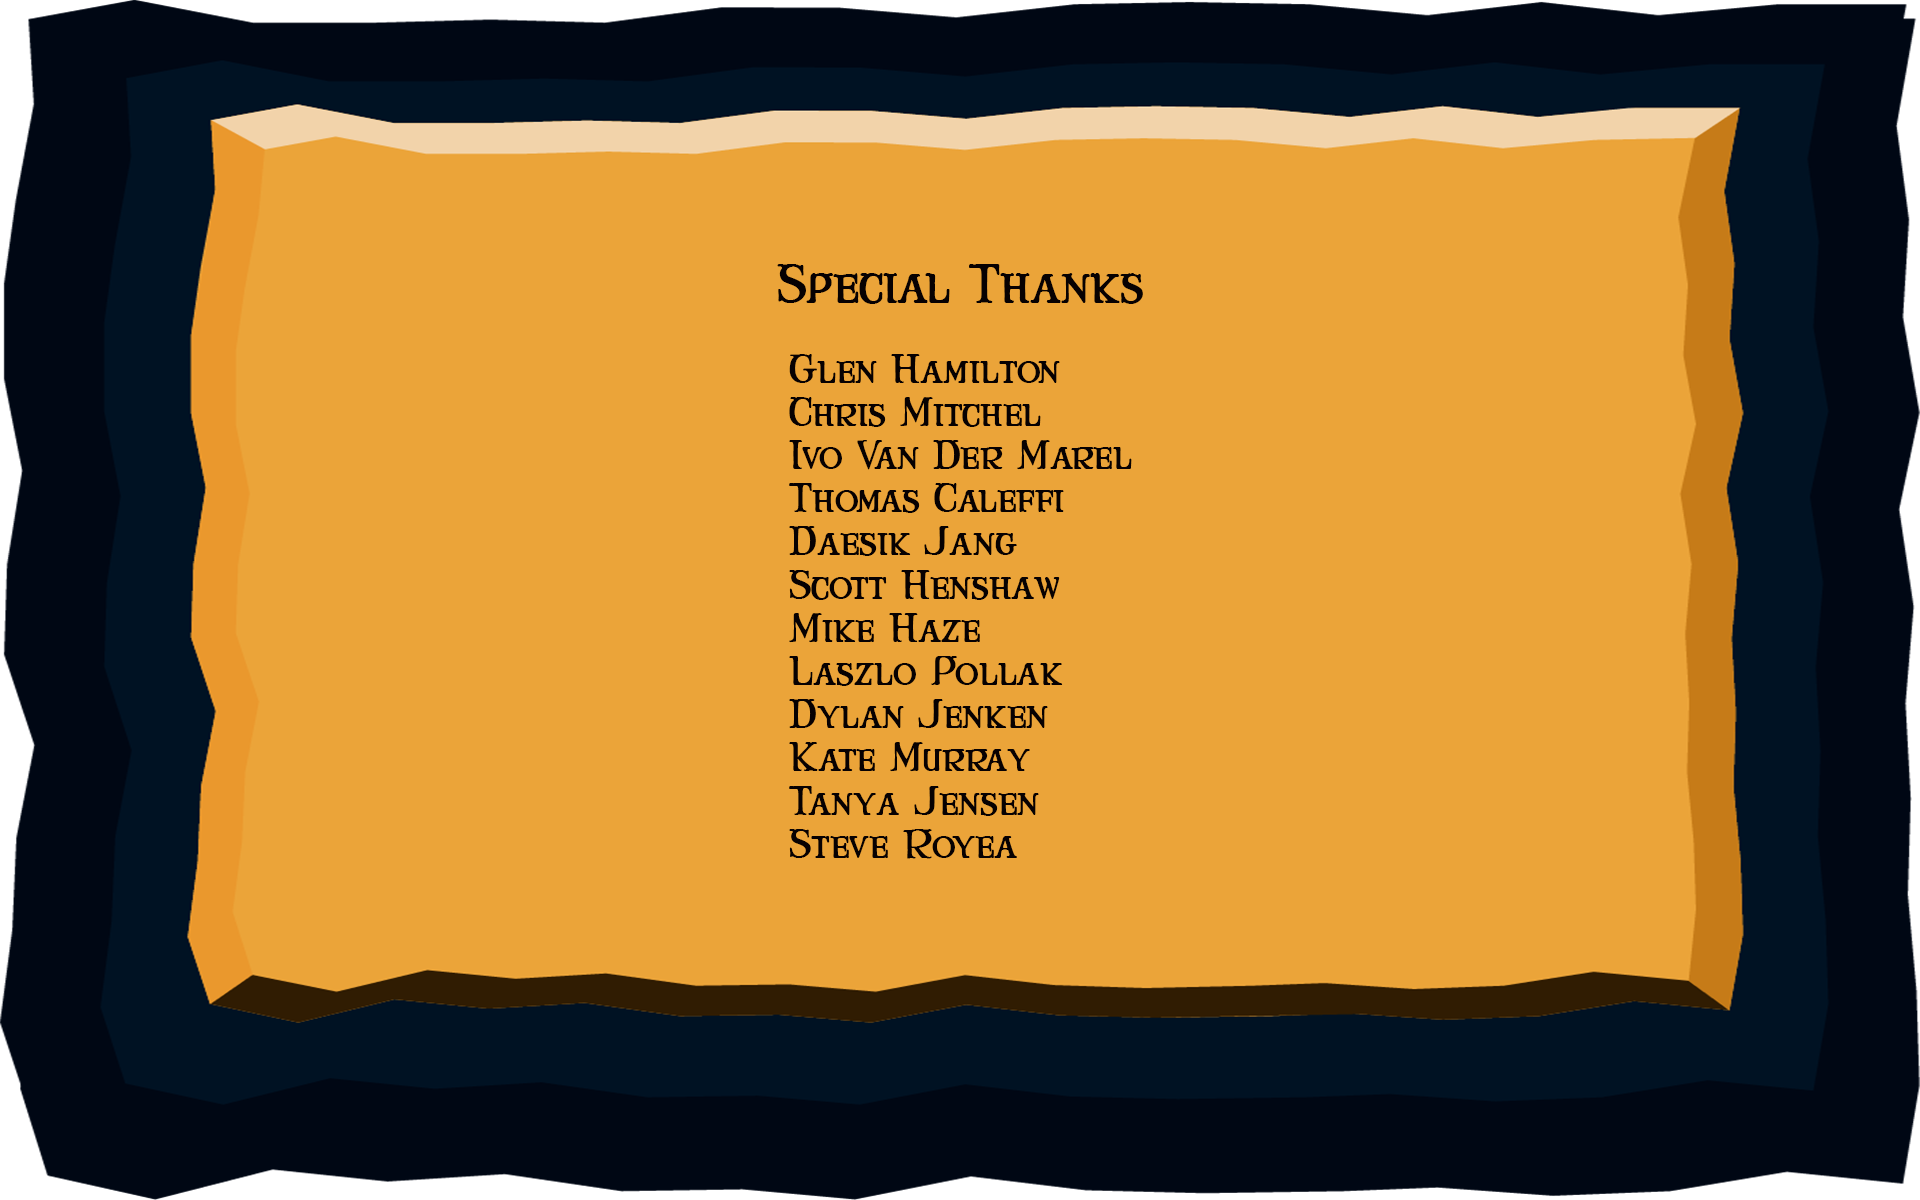 Special Thanks
Glen Hamilton
Chris Mitchel
Ivo Van Der Marel
Thomas Caleffi
Daesik Jang
Scott Henshaw
Mike Haze
Laszlo Pollak
Dylan Jenken
Kate Murray
Tanya Jensen
Steve Royea